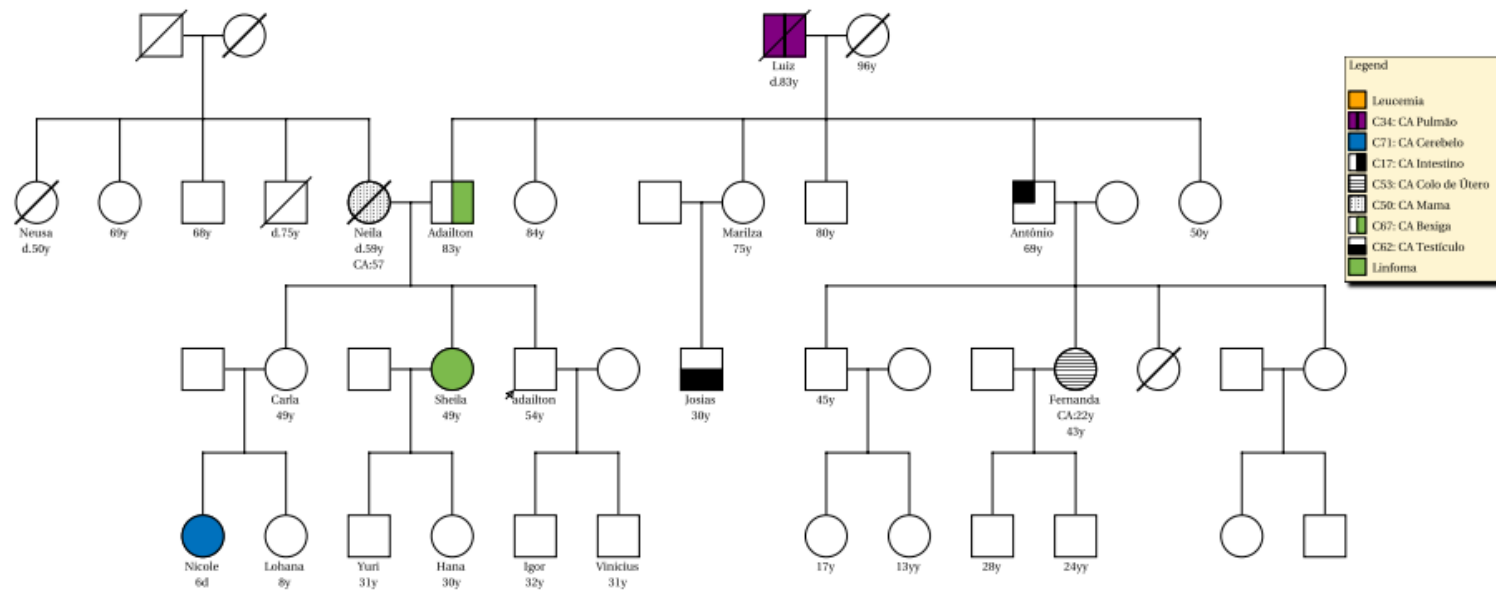 Luiz
d.83y
96y
Legend
Leucemia
C34: CA Pulmão
C71: CA Cerebelo
C17: CA Intestino
C53: CA Colo de Útero
C50: CA Mama
C67: CA Bexiga
C62: CA Testículo
Linfoma
Neusa
d.50y
69y
68y
d.75y
Neila
d.59y
CA:57
Adailton
83y
84y
Marilza
75y
80y
Antônio
69y
50y
Carla
49y
Sheila
49y
adailton
54y
Josias
30y
45y
Fernanda
CA:22y
43y
Nicole
6d
Lohana
8y
Yuri
31y
Hana
30y
Igor
32y
Vinicius
31y
17y
13yy
28y
24yy